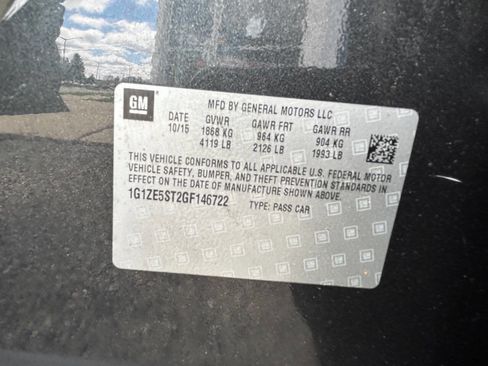 GM
MFD BY GENERAL MOTORS LLC
DATE GVWR GAWR FRT GAWR RR
10/15 1868 KG 964 KG 904 KG
4119 LB 2126 LB 1993 LB
THIS VEHICLE CONFORMS TO ALL APPLICABLE U.S. FEDERAL MOTOR
VEHICLE SAFETY, BUMPER, AND THEFT PREVENTION STANDARDS IN
EFFECT ON THE DATE OF MANUFACTURE SHOWN ABOVE.
1G1ZE5ST2GF146722 TYPE: PASS CAR